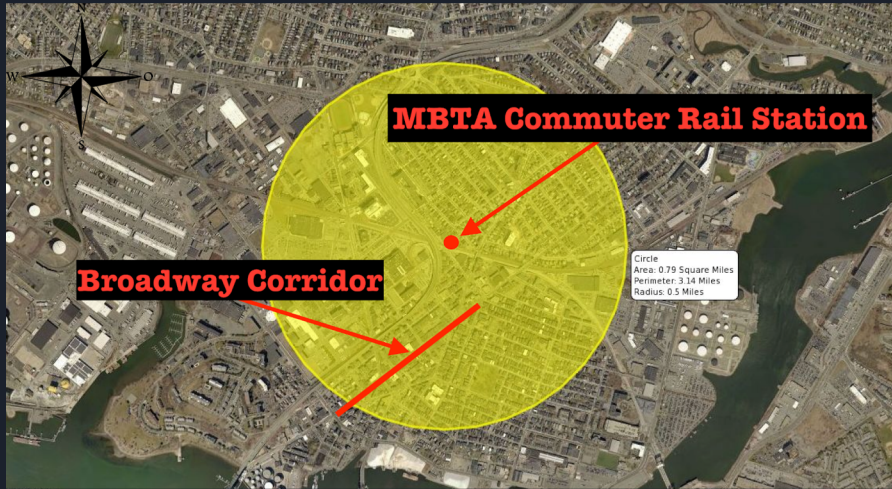 N
W
O
S
MBTA Commuter Rail Station
Broadway Corridor
Circle
Area: 0.79 Square Miles
Perimeter: 3.14 Miles
Radius: 0.5 Miles